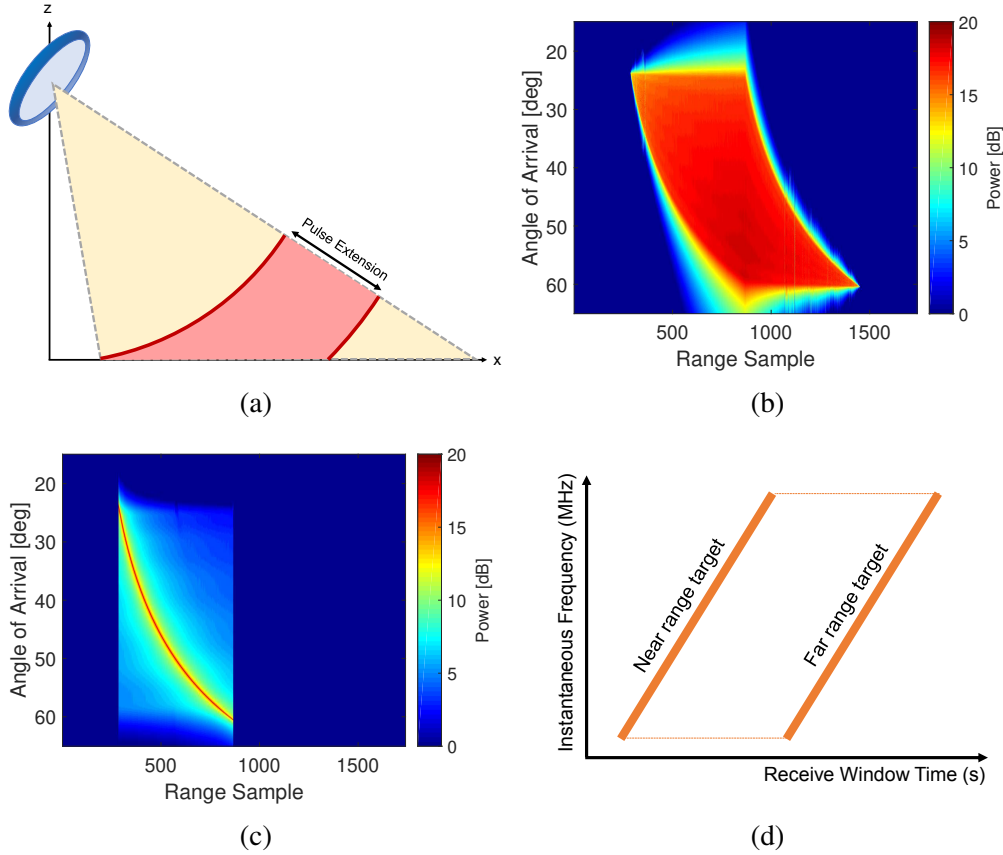 z
x
Pulse Extension
(a)
20
30
40
50
60
500
1000
1500
Angle of Arrival [deg]
Range Sample
20
15
10
5
0
Power [dB]
(b)
20
30
40
50
60
500
1000
1500
Angle of Arrival [deg]
Range Sample
20
15
10
5
0
Power [dB]
(c)
Instantaneous Frequency (MHz)
Near range target
Far range target
Receive Window Time (s)
(d)